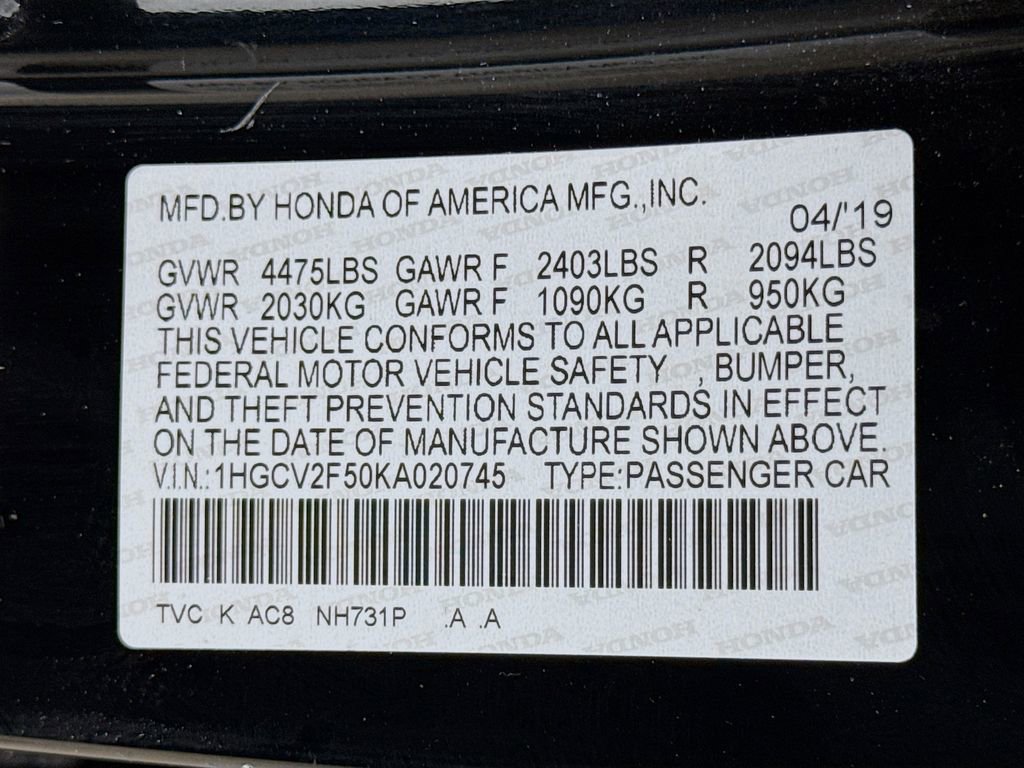 MFD.BY HONDA OF AMERICA MFG.,INC.
04/'19
GVWR 4475LBS GAWR F 2403LBS R 2094LBS
GVWR 2030KG GAWR F 1090KG R 950KG
THIS VEHICLE CONFORMS TO ALL APPLICABLE
FEDERAL MOTOR VEHICLE SAFETY , BUMPER,
AND THEFT PREVENTION STANDARDS IN EFFECT
ON THE DATE OF MANUFACTURE SHOWN ABOVE.
V.I.N.:1HGCV2F50KA020745 TYPE:PASSENGER CAR
TVC K AC8 NH731P .A .A